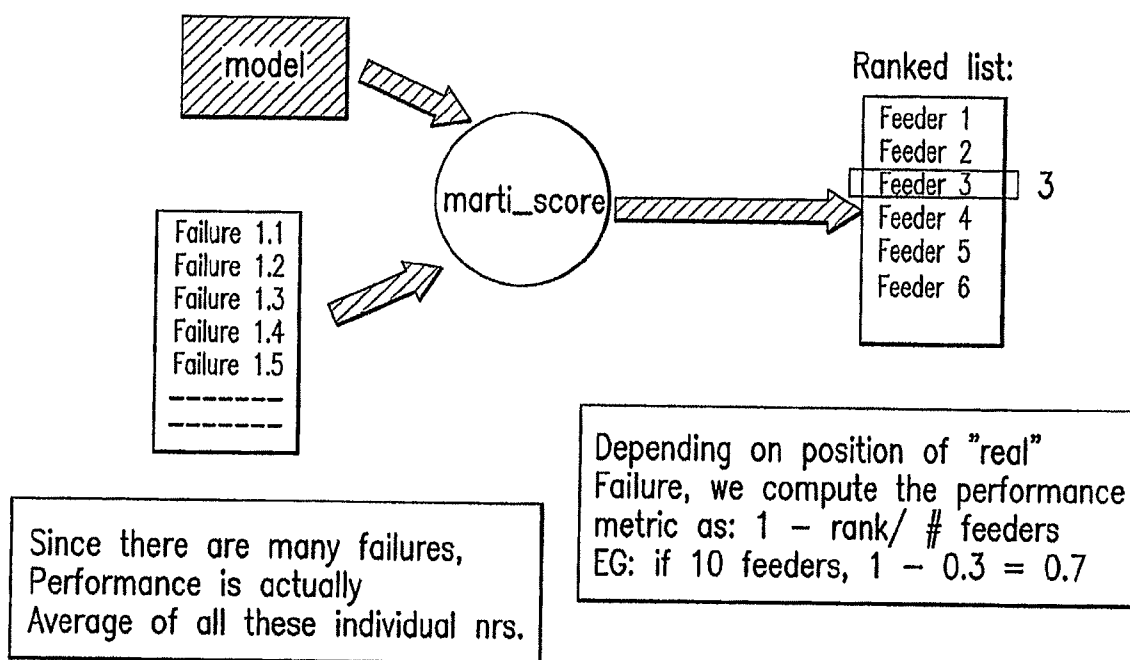 model
Ranked list:
Feeder 1
Feeder 2
Feeder 3
3
Feeder 4
Feeder 5
Feeder 6
marti_score
Failure 1.1
Failure 1.2
Failure 1.3
Failure 1.4
Failure 1.5
-------
-------
Depending on position of "real"
Failure, we compute the performance
metric as: 1 - rank/ # feeders
EG: if 10 feeders, 1 - 0.3 = 0.7
Since there are many failures,
Performance is actually
Average of all these individual nrs.